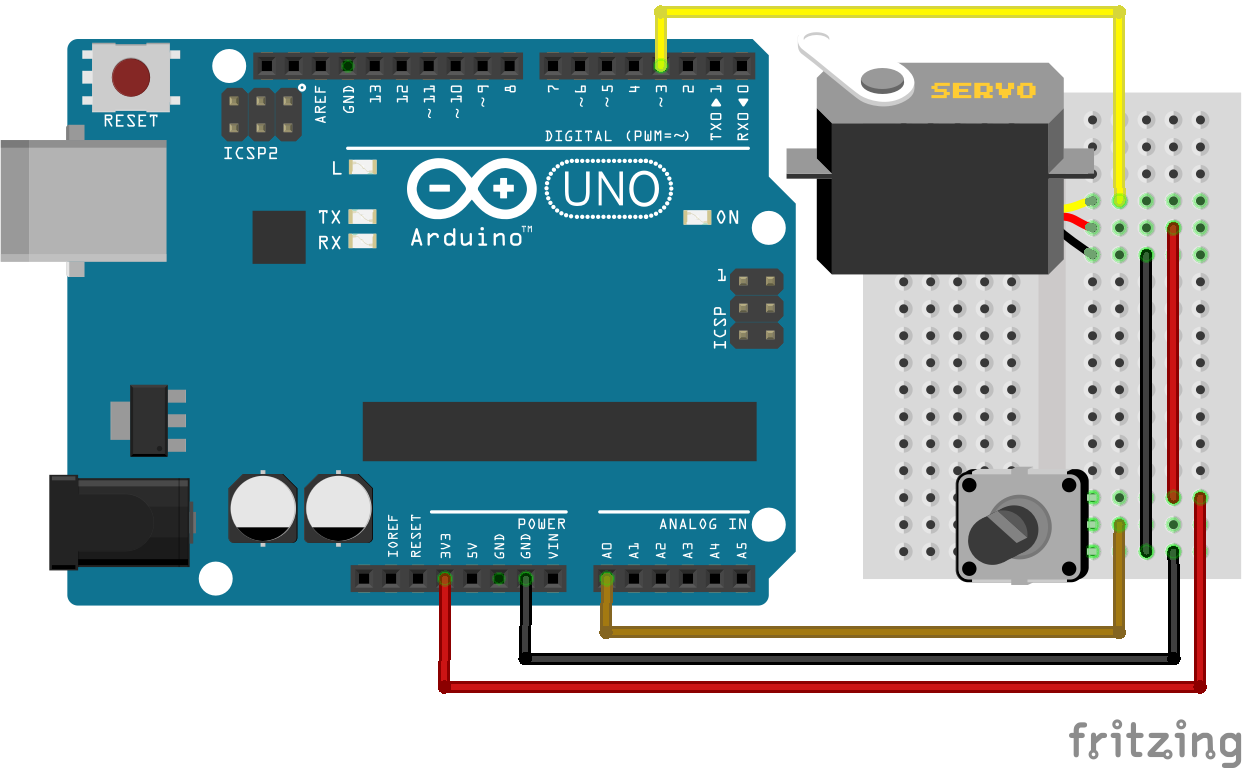 SERVO
RESET
ICSP2
AREF
GND
13
12
~11
~10
~9
8
7
~6
~5
4
~3
2
TX0▶1
RX0◀0
DIGITAL (PWM=~)
L
TX
RX
UNO
Arduino™
ON
1
ICSP
POWER
ANALOG IN
IOREF
RESET
3V3
5V
GND
GND
VIN
A0
A1
A2
A3
A4
A5
fritzing